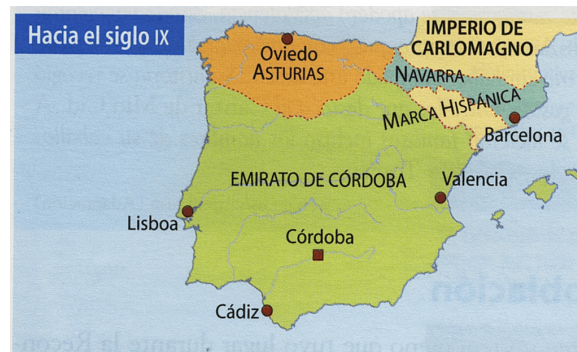 Hacia el siglo IX
IMPERIO DE
CARLOMAGNO
Oviedo
ASTURIAS
NAVARRA
MARCA HISPÁNICA
Barcelona
EMIRATO DE CÓRDOBA
Valencia
Lisboa
Córdoba
Cádiz